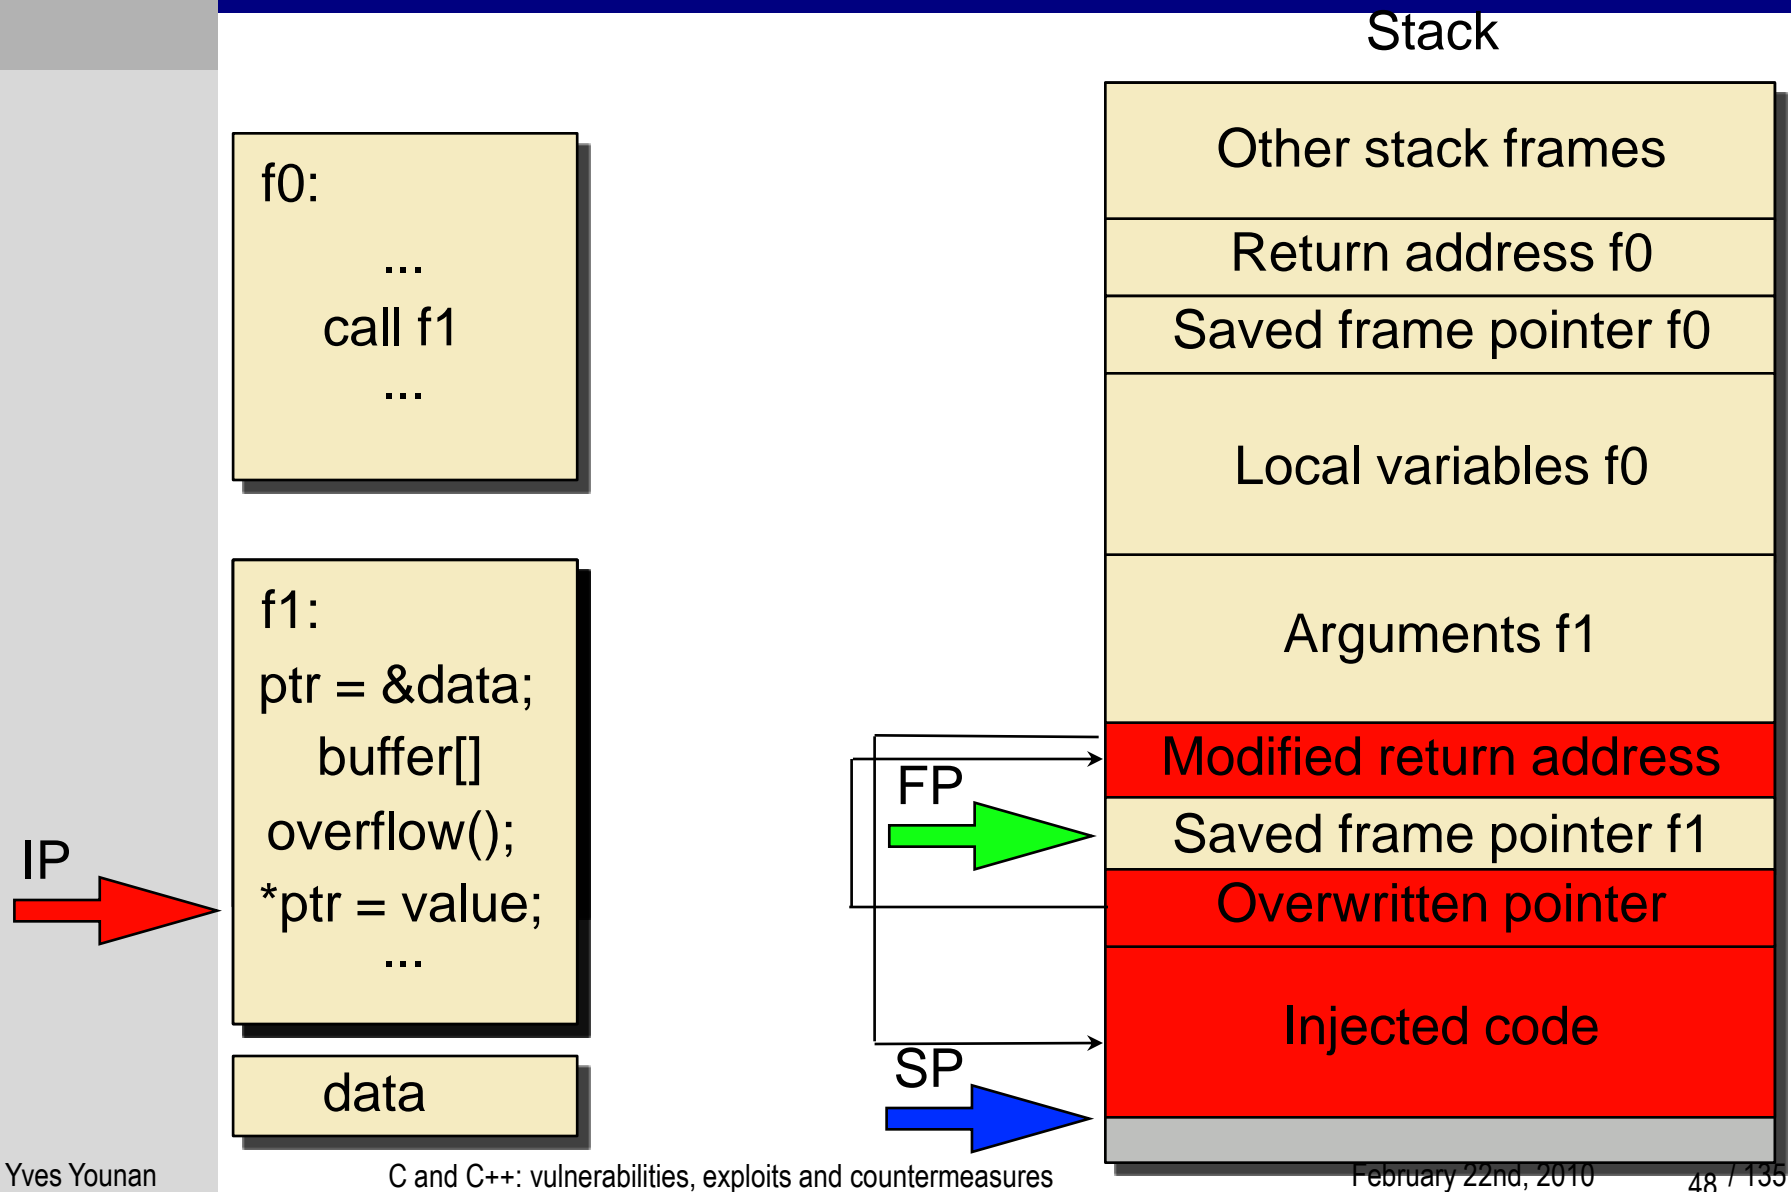 Stack
f0:
...
call f1
...
f1:
ptr = &data;
buffer[]
overflow();
*ptr = value;
...
data
IP
FP
SP
Other stack frames
Return address f0
Saved frame pointer f0
Local variables f0
Arguments f1
Modified return address
Saved frame pointer f1
Overwritten pointer
Injected code
Yves Younan
C and C++: vulnerabilities, exploits and countermeasures
February 22nd, 2010
48 / 135